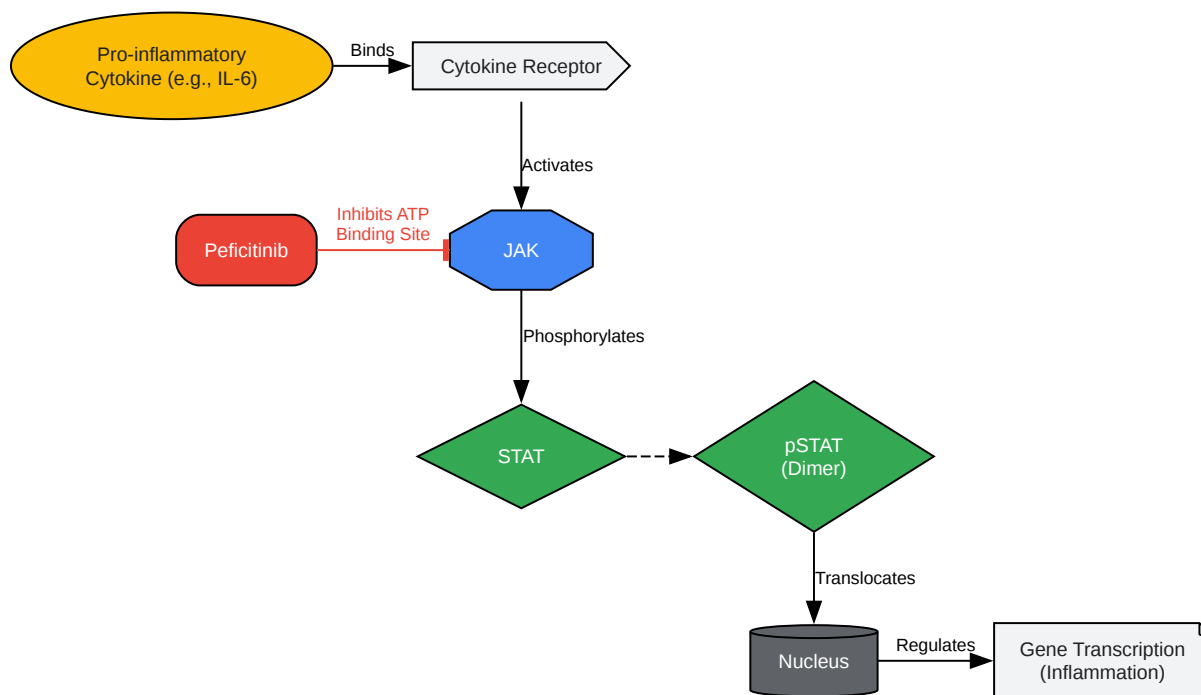 Pro-inflammatory
Cytokine (e.g., IL-6)
Binds
Cytokine Receptor
Activates
Peficitinib
Inhibits ATP
Binding Site
JAK
Phosphorylates
STAT
pSTAT
(Dimer)
Translocates
Nucleus
Regulates
Gene Transcription
(Inflammation)